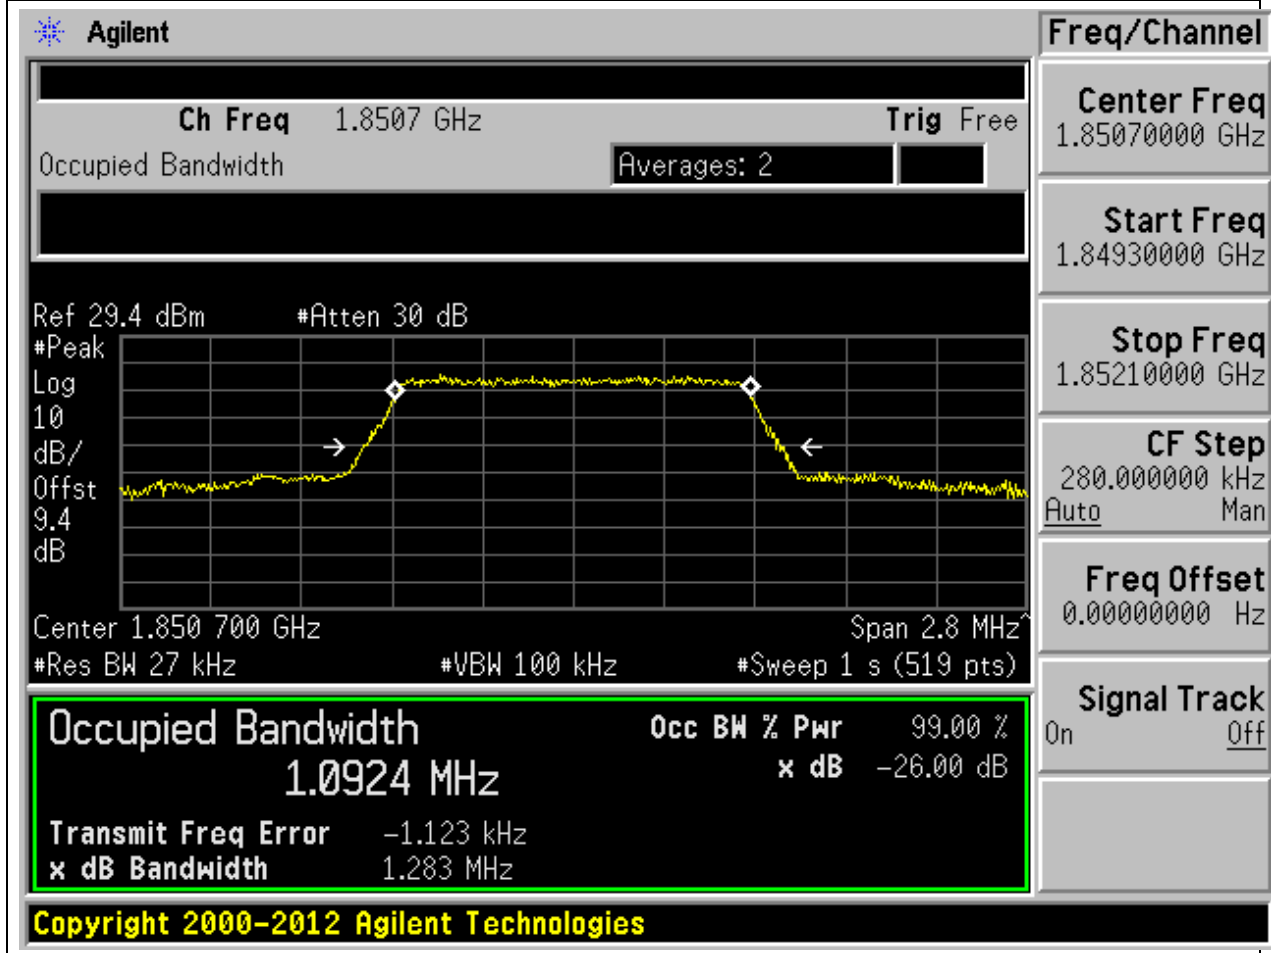 Agilent
Freq/Channel
Ch Freq 1.8507 GHz Trig Free
Occupied Bandwidth Averages: 2
Center Freq
1.85070000 GHz
Start Freq
1.84930000 GHz
Stop Freq
1.85210000 GHz
CF Step
280.000000 kHz
Auto Man
Freq Offset
0.00000000 Hz
Signal Track
On Off
Ref 29.4 dBm #Atten 30 dB
#Peak
Log
10
dB/
Offst
9.4
dB
Center 1.850 700 GHz Span 2.8 MHz^
#Res BW 27 kHz #VBW 100 kHz #Sweep 1 s (519 pts)
Occupied Bandwidth
1.0924 MHz
Occ BW % Pwr 99.00 %
x dB -26.00 dB
Transmit Freq Error -1.123 kHz
x dB Bandwidth 1.283 MHz
Copyright 2000-2012 Agilent Technologies